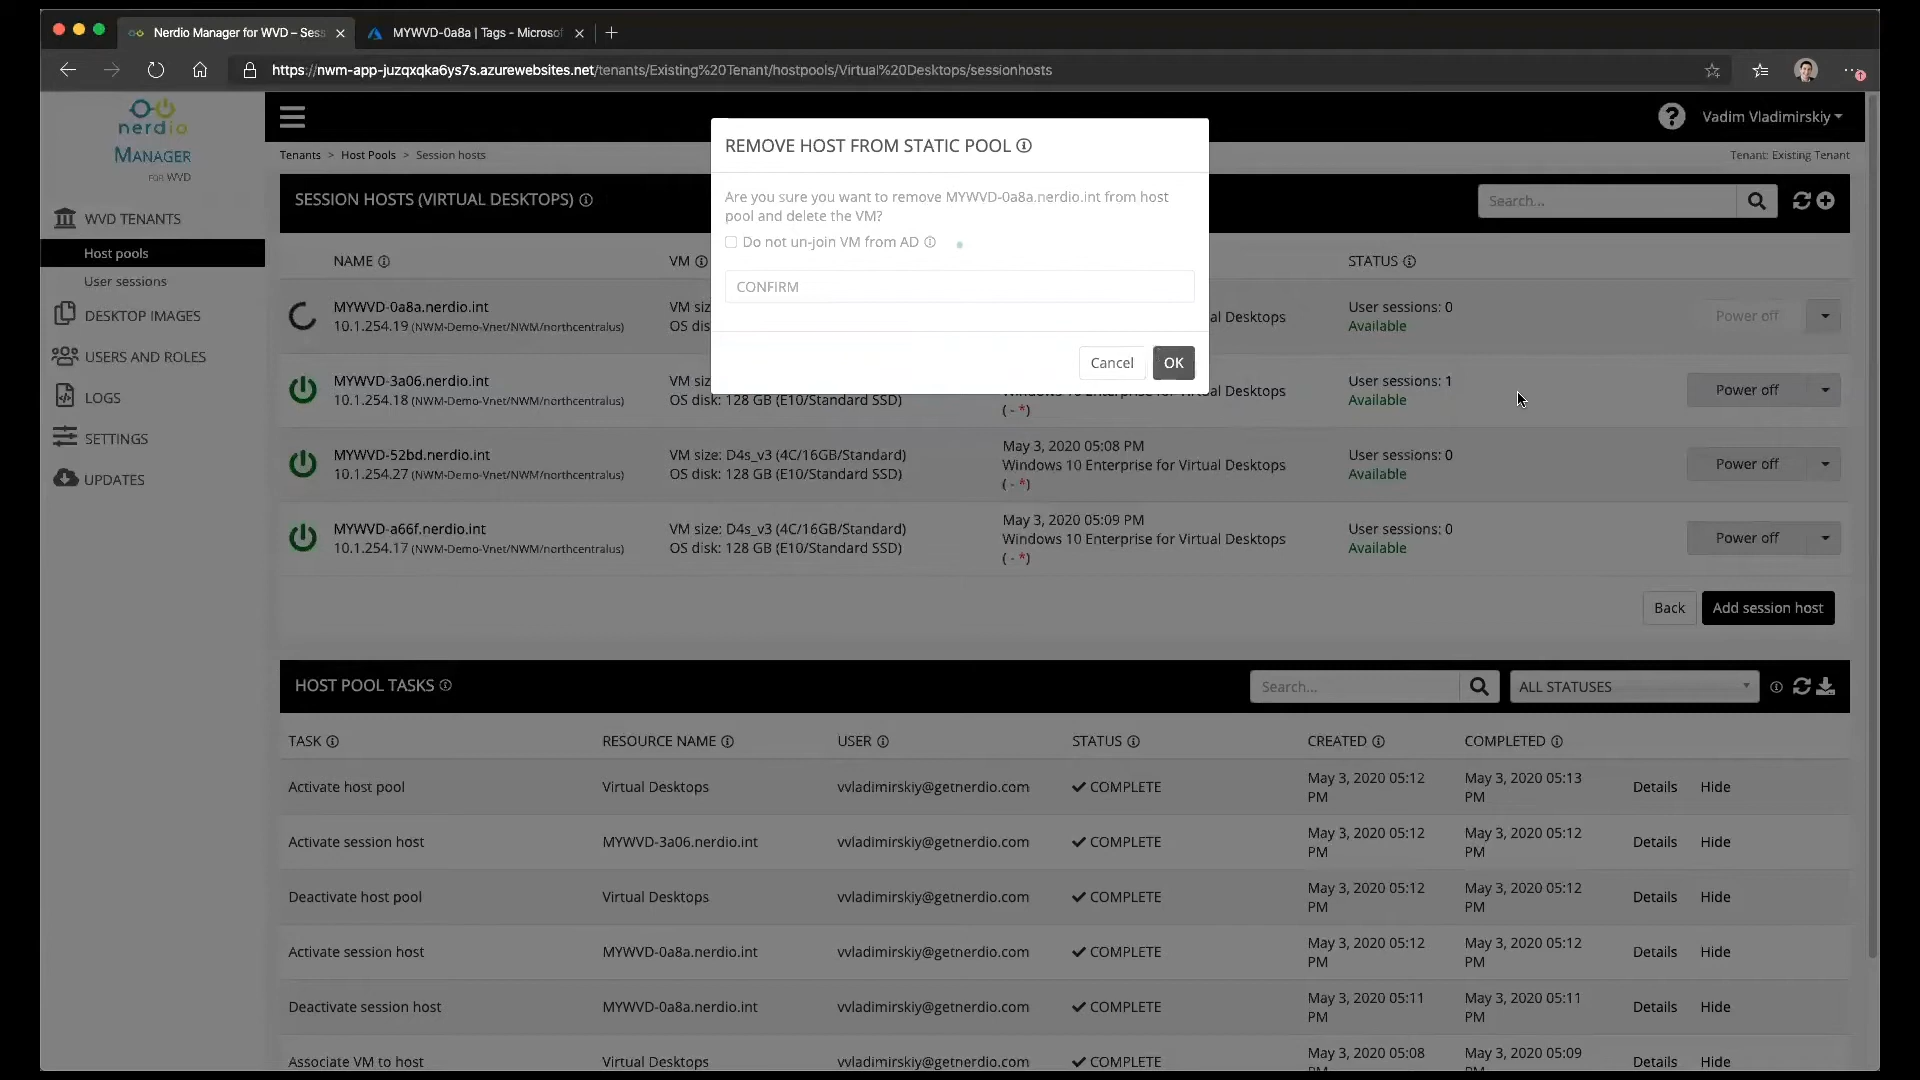 Nerdio Manager for WVD – Sess
MYWVD-0a8a | Tags - Microsof
https://nwm-app-juzqxqka6ys7s.azurewebsites.net/tenants/Existing%20Tenant/hostpools/Virtual%20Desktops/sessionhosts
nerdio
MANAGER
FOR WVD
WVD TENANTS
Host pools
User sessions
DESKTOP IMAGES
USERS AND ROLES
LOGS
SETTINGS
UPDATES
Vadim Vladimirskiy
Tenants > Host Pools > Session hosts
Tenant: Existing Tenant
SESSION HOSTS (VIRTUAL DESKTOPS)
Search...
REMOVE HOST FROM STATIC POOL
Are you sure you want to remove MYWVD-0a8a.nerdio.int from host
pool and delete the VM?
Do not un-join VM from AD
CONFIRM
Cancel OK
NAME VM STATUS
MYWVD-0a8a.nerdio.int VM siz User sessions: 0
10.1.254.19 (NWM-Demo-Vnet/NWM/northcentralus) OS dis al Desktops Available
Power off
MYWVD-3a06.nerdio.int VM siz User sessions: 1
10.1.254.18 (NWM-Demo-Vnet/NWM/northcentralus) OS disk: 128 GB (E10/Standard SSD) Windows 10 Enterprise for Virtual Desktops Available
( - *)
Power off
MYWVD-52bd.nerdio.int VM size: D4s_v3 (4C/16GB/Standard) May 3, 2020 05:08 PM User sessions: 0
10.1.254.27 (NWM-Demo-Vnet/NWM/northcentralus) OS disk: 128 GB (E10/Standard SSD) Windows 10 Enterprise for Virtual Desktops Available
( - *)
Power off
MYWVD-a66f.nerdio.int VM size: D4s_v3 (4C/16GB/Standard) May 3, 2020 05:09 PM User sessions: 0
10.1.254.17 (NWM-Demo-Vnet/NWM/northcentralus) OS disk: 128 GB (E10/Standard SSD) Windows 10 Enterprise for Virtual Desktops Available
( - *)
Power off
Back Add session host
HOST POOL TASKS
Search... ALL STATUSES
TASK RESOURCE NAME USER STATUS CREATED COMPLETED
Activate host pool Virtual Desktops vvladimirskiy@getnerdio.com COMPLETE May 3, 2020 05:12 PM May 3, 2020 05:13 PM Details Hide
Activate session host MYWVD-3a06.nerdio.int vvladimirskiy@getnerdio.com COMPLETE May 3, 2020 05:12 PM May 3, 2020 05:12 PM Details Hide
Deactivate host pool Virtual Desktops vvladimirskiy@getnerdio.com COMPLETE May 3, 2020 05:12 PM May 3, 2020 05:12 PM Details Hide
Activate session host MYWVD-0a8a.nerdio.int vvladimirskiy@getnerdio.com COMPLETE May 3, 2020 05:12 PM May 3, 2020 05:12 PM Details Hide
Deactivate session host MYWVD-0a8a.nerdio.int vvladimirskiy@getnerdio.com COMPLETE May 3, 2020 05:11 PM May 3, 2020 05:11 PM Details Hide
Associate VM to host Virtual Desktops vvladimirskiy@getnerdio.com COMPLETE May 3, 2020 05:08 May 3, 2020 05:09 Details Hide